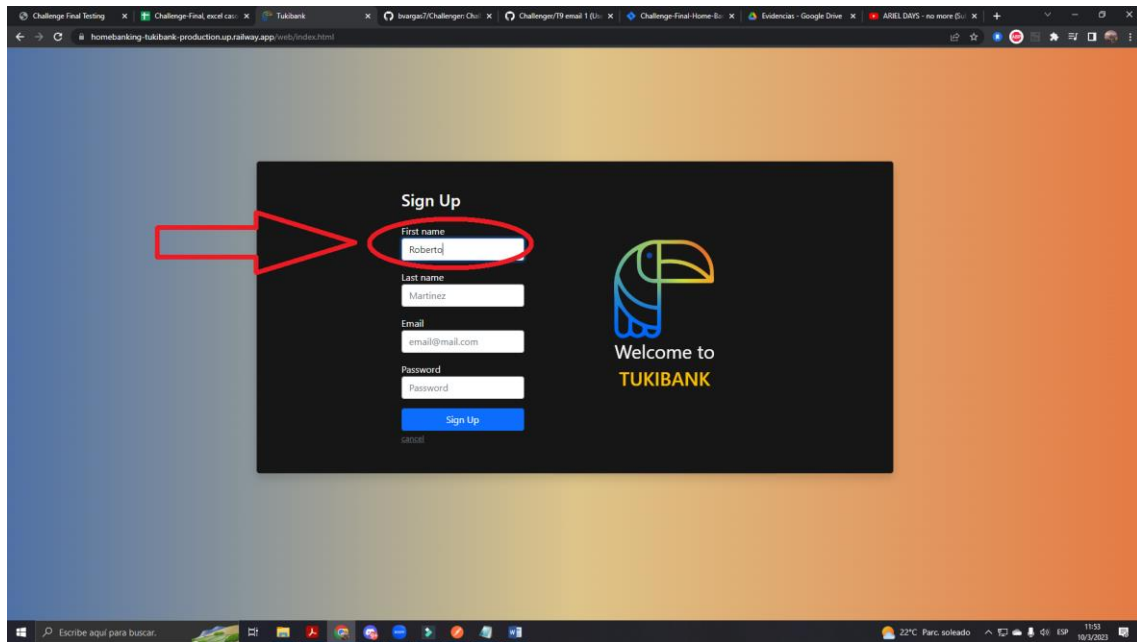 Challenge Final Testing
Challenge-Final, excel caso
Tukibank
bvargas7/Challenger: Chal
Challenger/T9 email 1 (Us
Challenge-Final-Home-Ba
Evidencias - Google Drive
ARIEL DAYS - no more (Su
homebanking-tukibank-production.up.railway.app/web/index.html
Sign Up
First name
Roberto
Last name
Martinez
Email
email@mail.com
Password
Password
Sign Up
cancel
Welcome to
TUKIBANK
Escribe aquí para buscar.
22°C Parc. soleado
ESP
11:53
10/3/2023